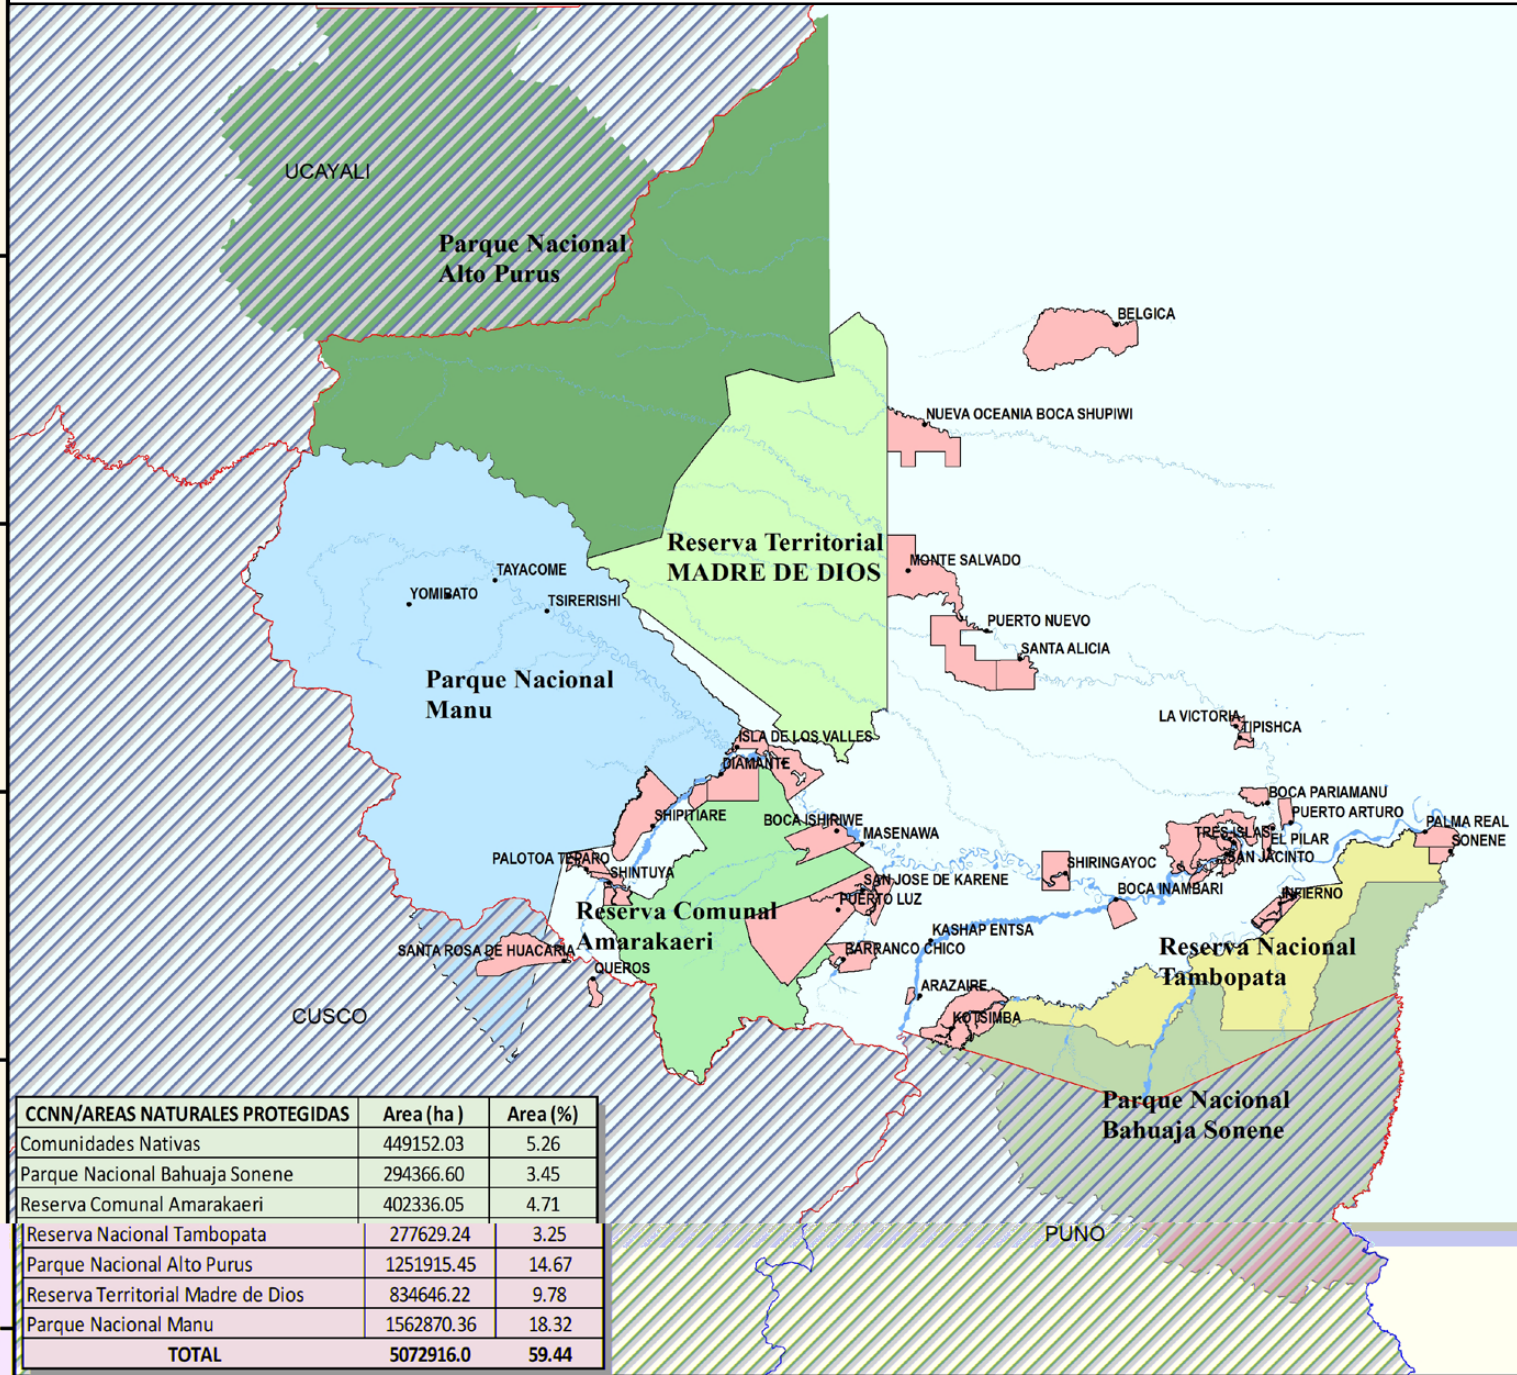 UCAYALI
Parque Nacional
Alto Purus
BELGICA
NUEVA OCEANIA BOCA SHUPIWI
Reserva Territorial
MADRE DE DIOS
MONTE SALVADO
TAYACOME
YOMIBATO
TSIRERISHI
PUERTO NUEVO
SANTA ALICIA
Parque Nacional
Manu
LA VICTORIA
TIPISHCA
ISLA DE LOS VALLES
DIAMANTE
BOCA PARIAMANU
SHIPITIARE
BOCA ISHIRIWE
PUERTO ARTURO
MASENAWA
TRES ISLAS
EL PILAR
PALMA REAL
SONENE
PALOTOA TEPARO
SHINTUYA
SHIRINGAYOC
SAN JACINTO
SAN JOSE DE KARENE
PUERTO LUZ
BOCA INAMBARI
INFIERNO
Reserva Comunal
Amarakaeri
KASHAP ENTSA
SANTA ROSA DE HUACARIA
BARRANCO CHICO
Reserva Nacional
Tambopata
QUEROS
ARAZAIRE
CUSCO
KOTSIMBA
Parque Nacional
Bahuaja Sonene
PUNO
CCNN/AREAS NATURALES PROTEGIDAS Area (ha) Area (%)
Comunidades Nativas 449152.03 5.26
Parque Nacional Bahuaja Sonene 294366.60 3.45
Reserva Comunal Amarakaeri 402336.05 4.71
Reserva Nacional Tambopata 277629.24 3.25
Parque Nacional Alto Purus 1251915.45 14.67
Reserva Territorial Madre de Dios 834646.22 9.78
Parque Nacional Manu 1562870.36 18.32
TOTAL 5072916.0 59.44